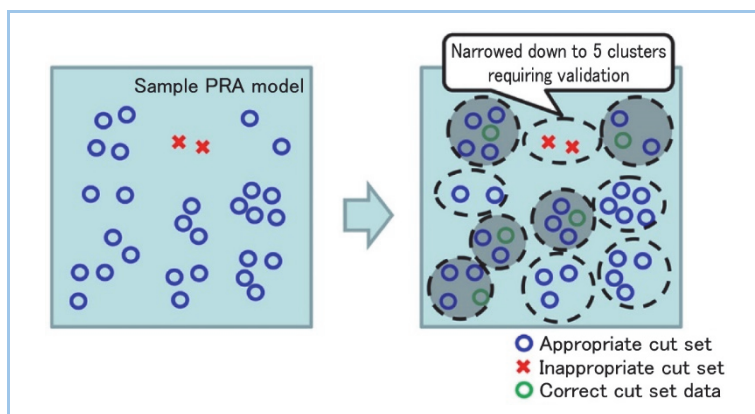 Narrowed down to 5 clusters
requiring validation
Sample PRA model
Appropriate cut set
Inappropriate cut set
Correct cut set data